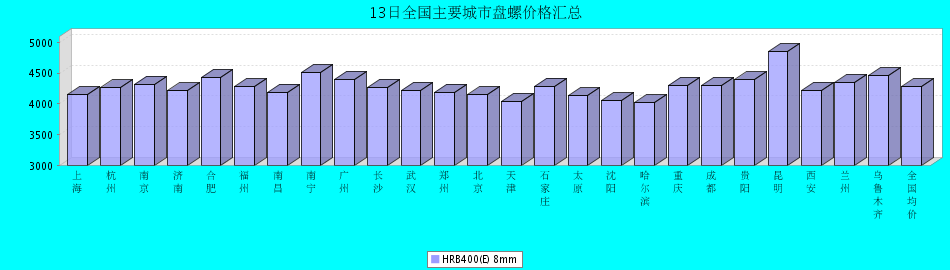 13日全国主要城市盘螺价格汇总
5000
4500
4000
3500
3000
上海
杭州
南京
济南
合肥
福州
南昌
南宁
广州
长沙
武汉
郑州
北京
天津
石家庄
太原
沈阳
哈尔滨
重庆
成都
贵阳
昆明
西安
兰州
乌鲁木齐
全国均价
HRB400(E) 8mm